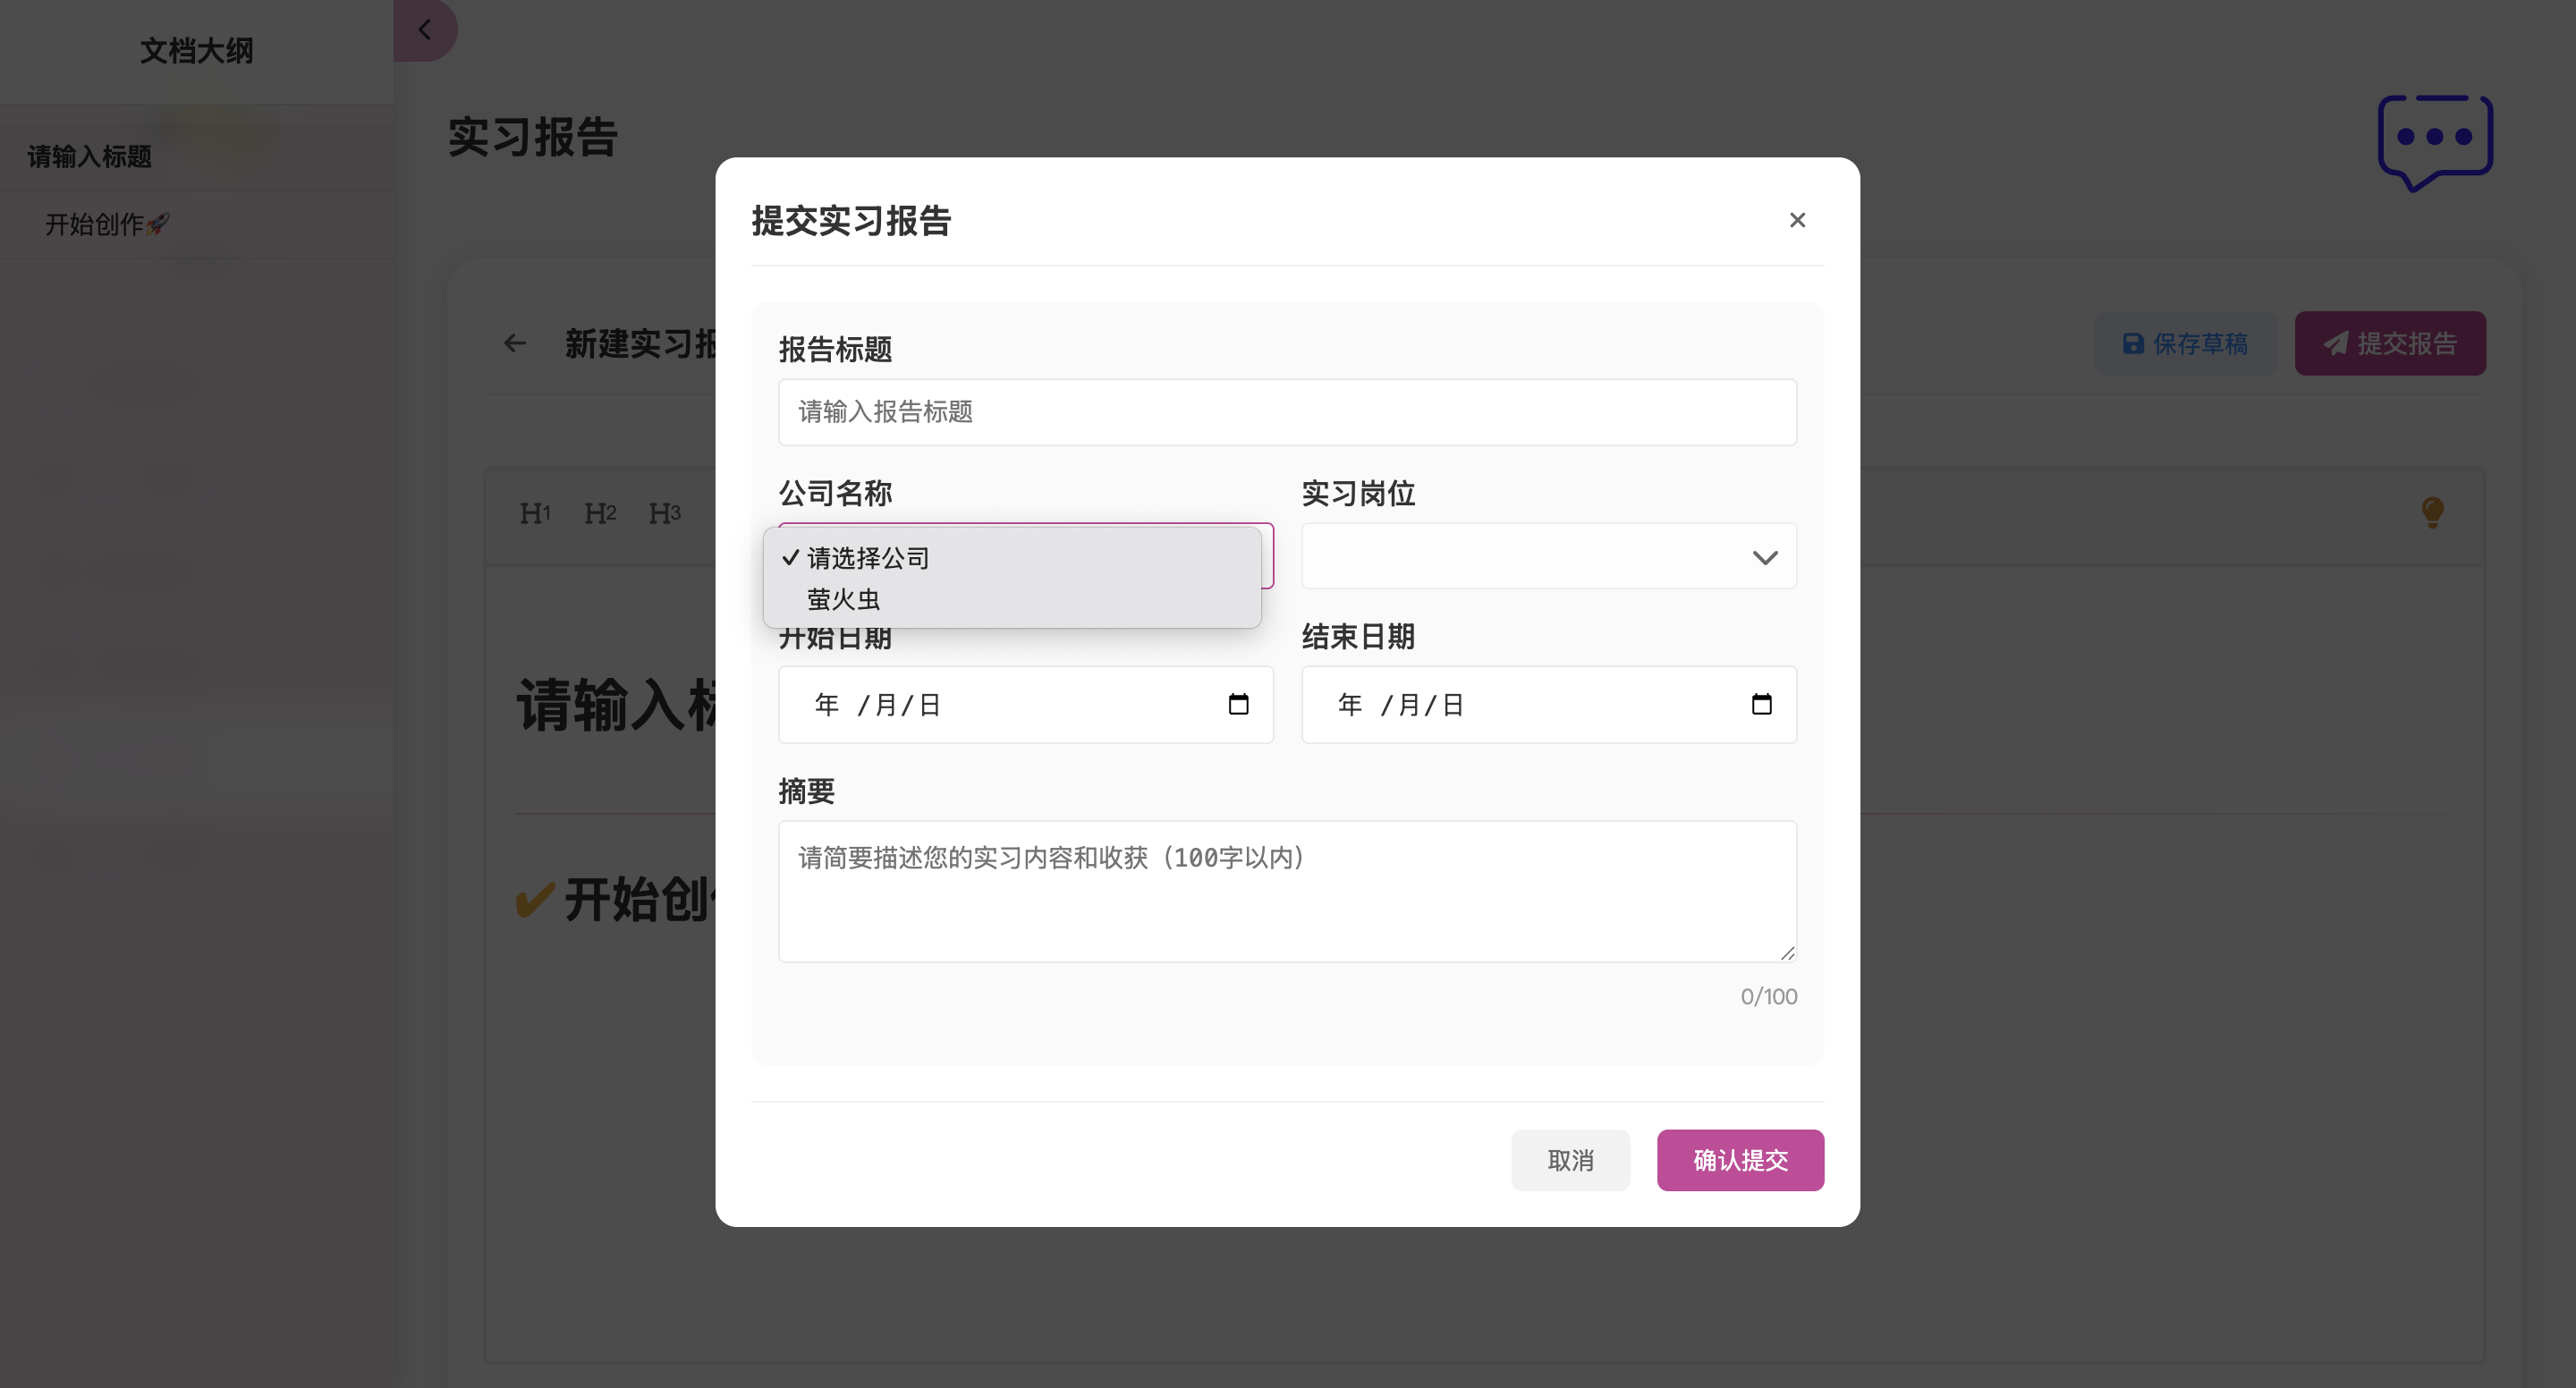 文档大纲
请输入标题
开始创作🚀
实习报告
新建实习报
保存草稿
提交报告
H1 H2 H3
请输入标
✔开始创
提交实习报告
×
报告标题
请输入报告标题
公司名称
实习岗位
✓ 请选择公司
萤火虫
开始日期
结束日期
年 /月/日
年 /月/日
摘要
请简要描述您的实习内容和收获（100字以内）
0/100
取消
确认提交